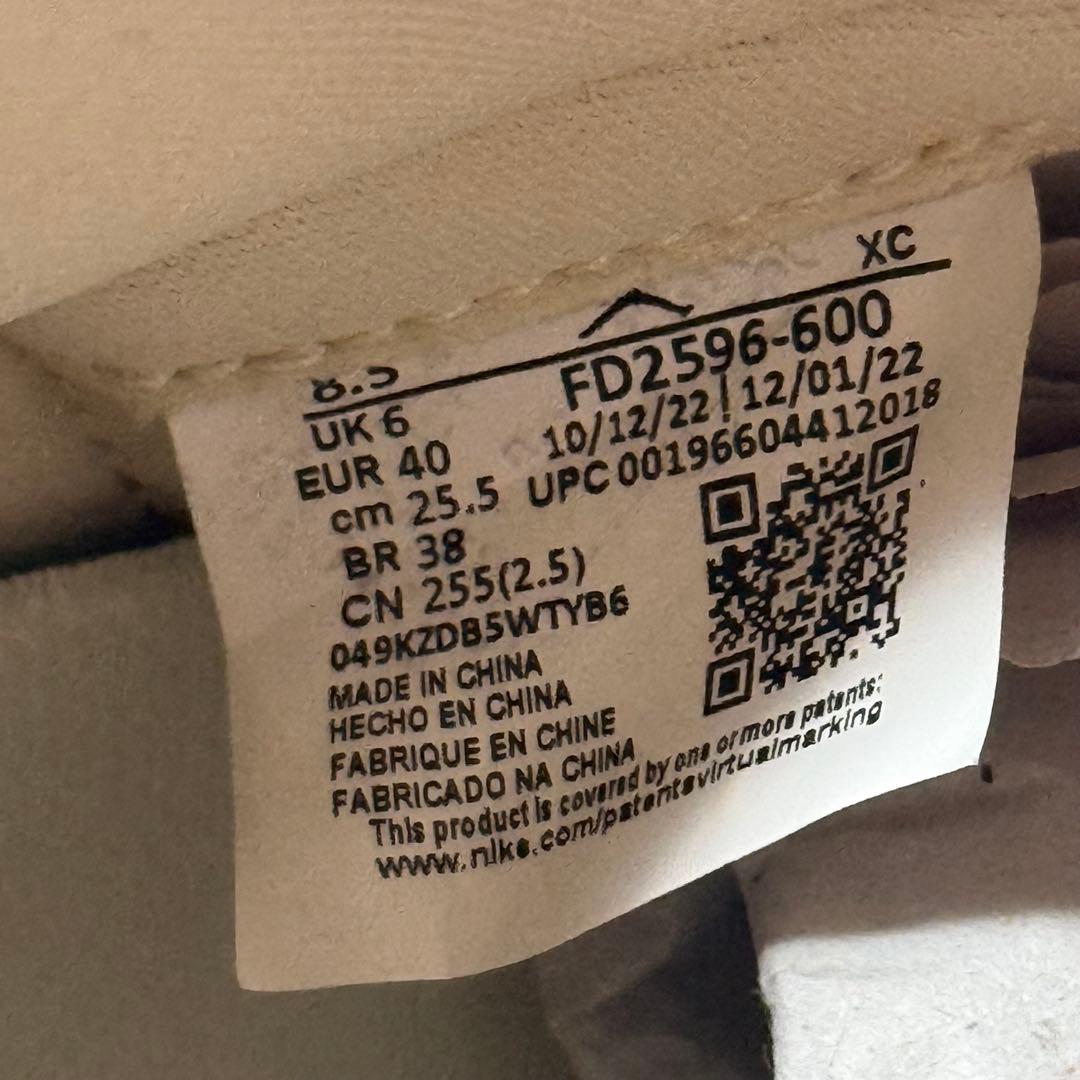 XC
8.5
UK 6
FD2596-600
EUR 40
10/12/22 | 12/01/22
cm 25.5
UPC 00196604412018
BR 38
CN 255(2.5)
049KZDB5WTYB6
MADE IN CHINA
HECHO EN CHINA
FABRIQUE EN CHINE
FABRICADO NA CHINA
This product is covered by one or more patents:
www.nike.com/patentsvirtualmarking